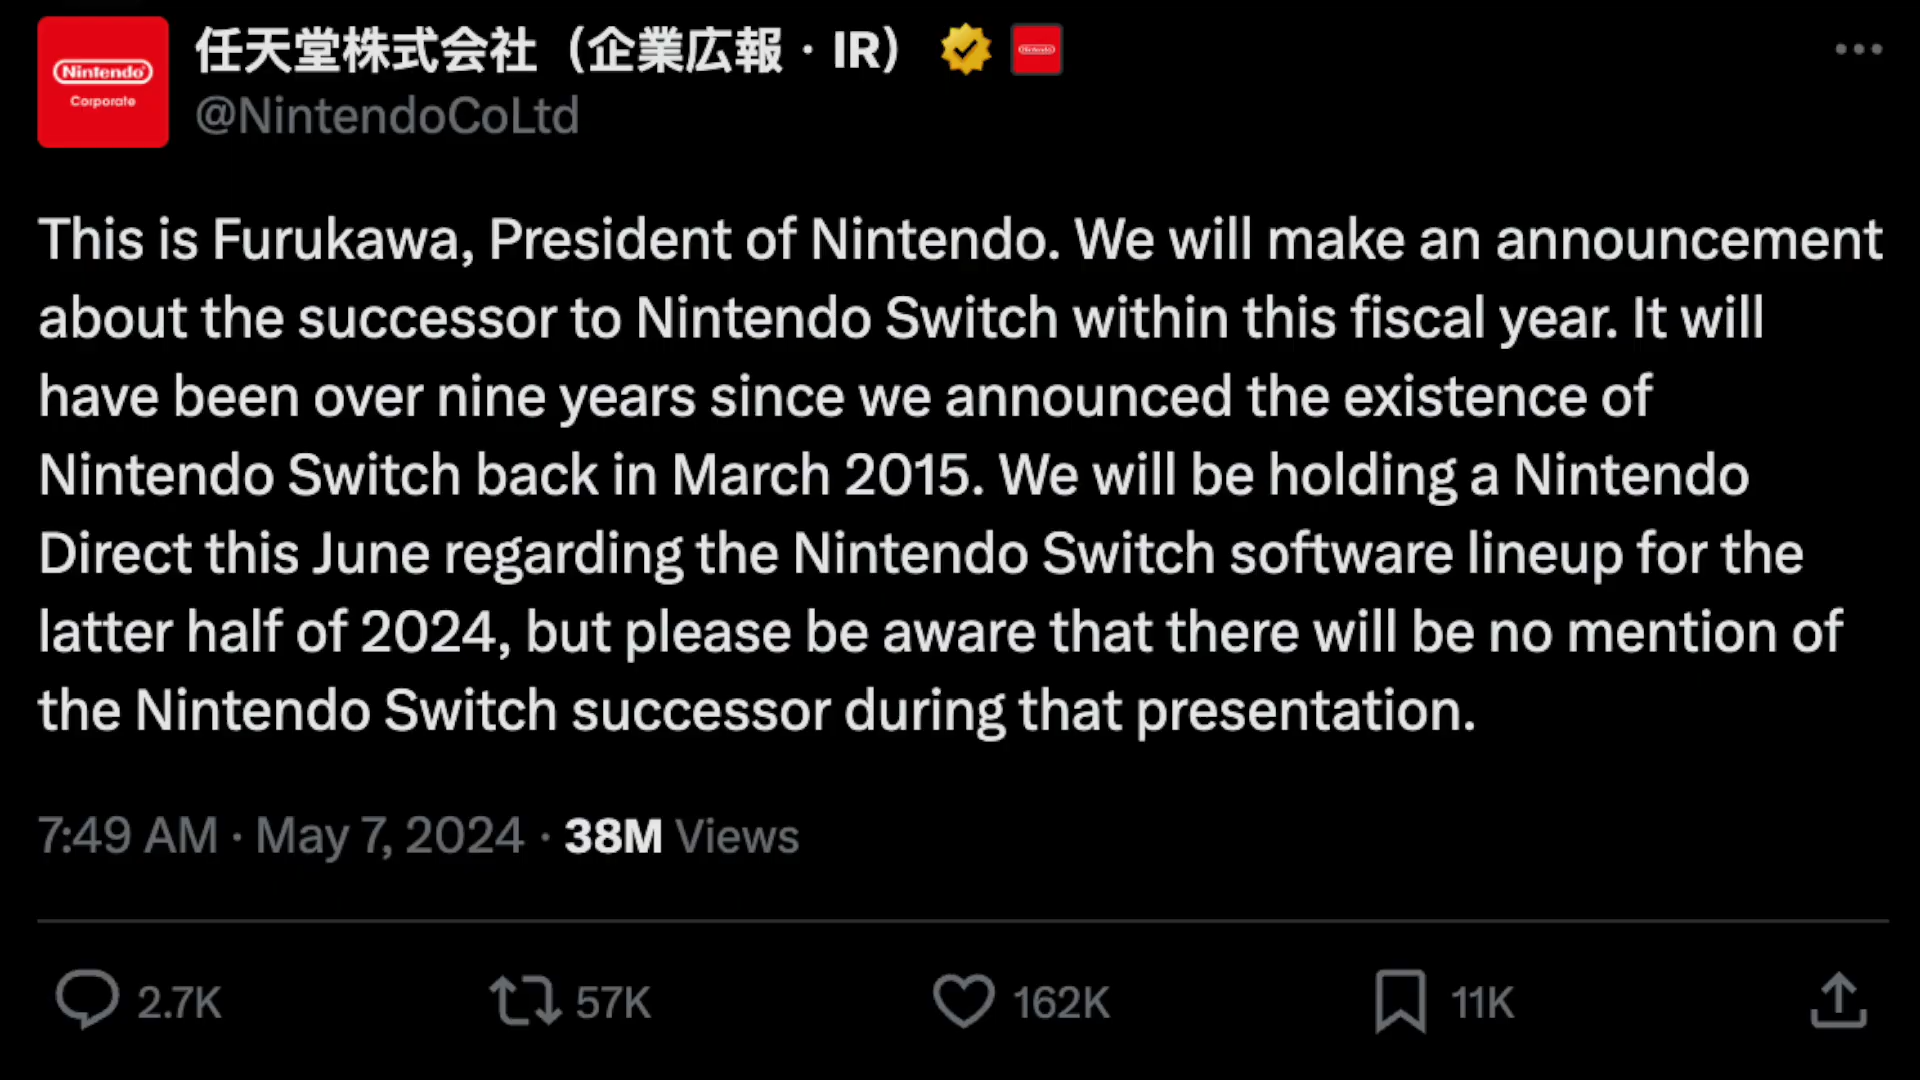 Nintendo
Corporate
任天堂株式会社（企業広報・IR）
Nintendo
@NintendoCoLtd
This is Furukawa, President of Nintendo. We will make an announcement
about the successor to Nintendo Switch within this fiscal year. It will
have been over nine years since we announced the existence of
Nintendo Switch back in March 2015. We will be holding a Nintendo
Direct this June regarding the Nintendo Switch software lineup for the
latter half of 2024, but please be aware that there will be no mention of
the Nintendo Switch successor during that presentation.
7:49 AM · May 7, 2024 · 38M Views
2.7K 57K 162K 11K